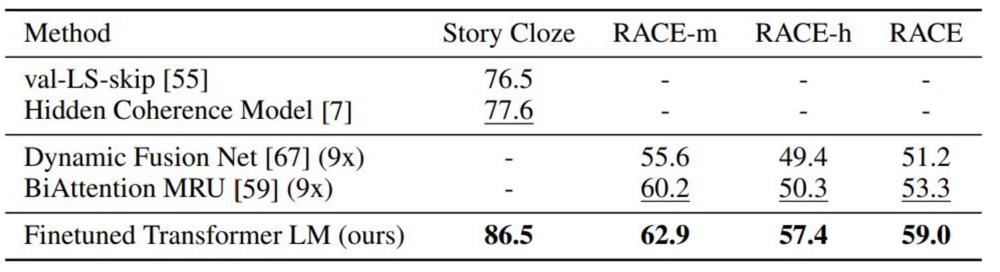 Method Story Cloze RACE-m RACE-h RACE
val-LS-skip [55] 76.5 - - -
Hidden Coherence Model [7] 77.6 - - -
Dynamic Fusion Net [67] (9x) - 55.6 49.4 51.2
BiAttention MRU [59] (9x) - 60.2 50.3 53.3
Finetuned Transformer LM (ours) 86.5 62.9 57.4 59.0